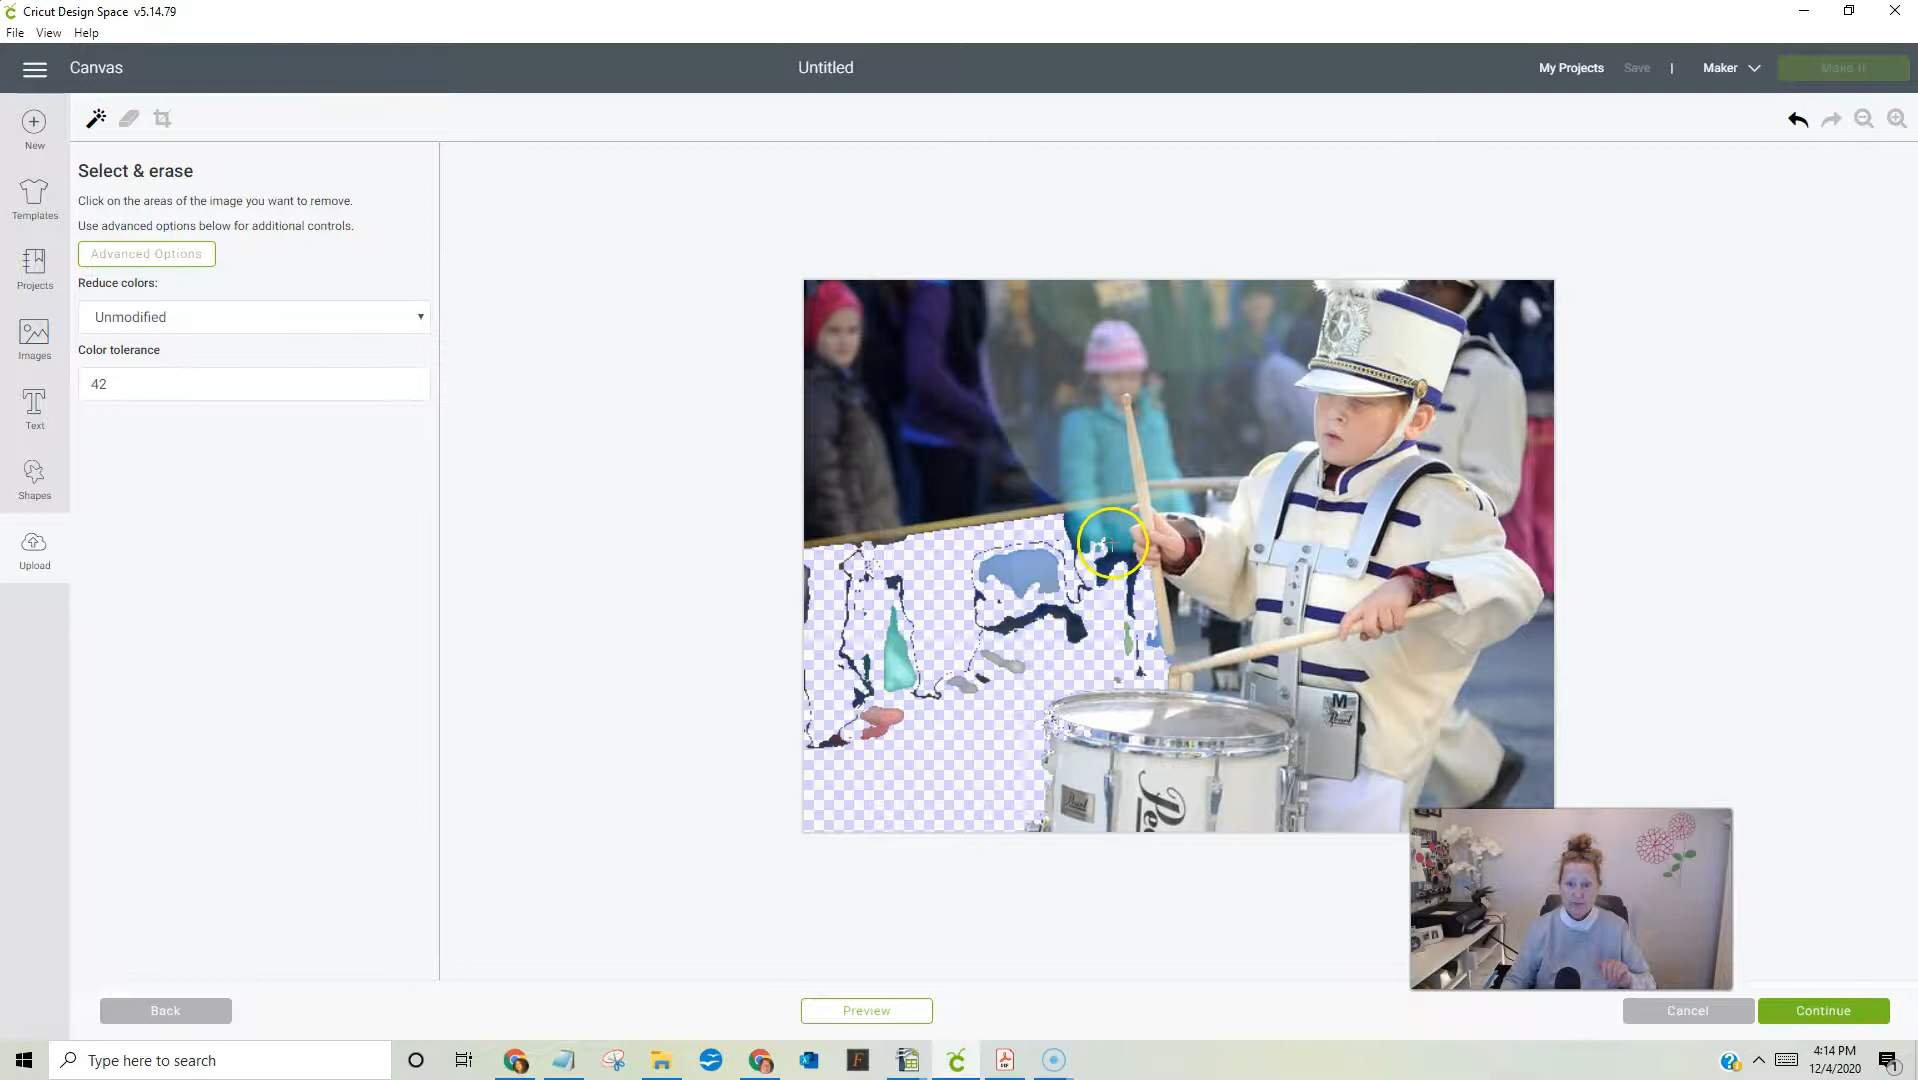 Cricut Design Space v5.14.79
File View Help
Canvas
Untitled
My Projects Save | Maker
Make It
New
Templates
Projects
Images
Text
Shapes
Upload
Select & erase
Click on the areas of the image you want to remove.
Use advanced options below for additional controls.
Advanced Options
Reduce colors:
Unmodified
Color tolerance
42
M
Pearl
Pearl
Pea
Back
Preview
Cancel
Continue
Type here to search
4:14 PM
12/4/2020